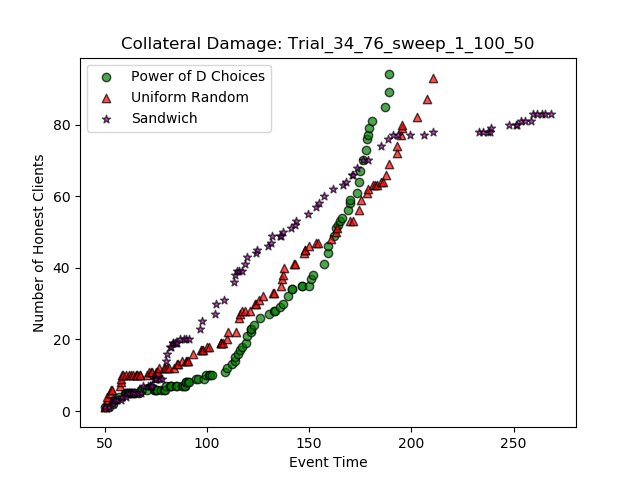 Collateral Damage: Trial_34_76_sweep_1_100_50
Power of D Choices
Uniform Random
Sandwich
Number of Honest Clients
80
60
40
20
0
50 100 150 200 250
Event Time